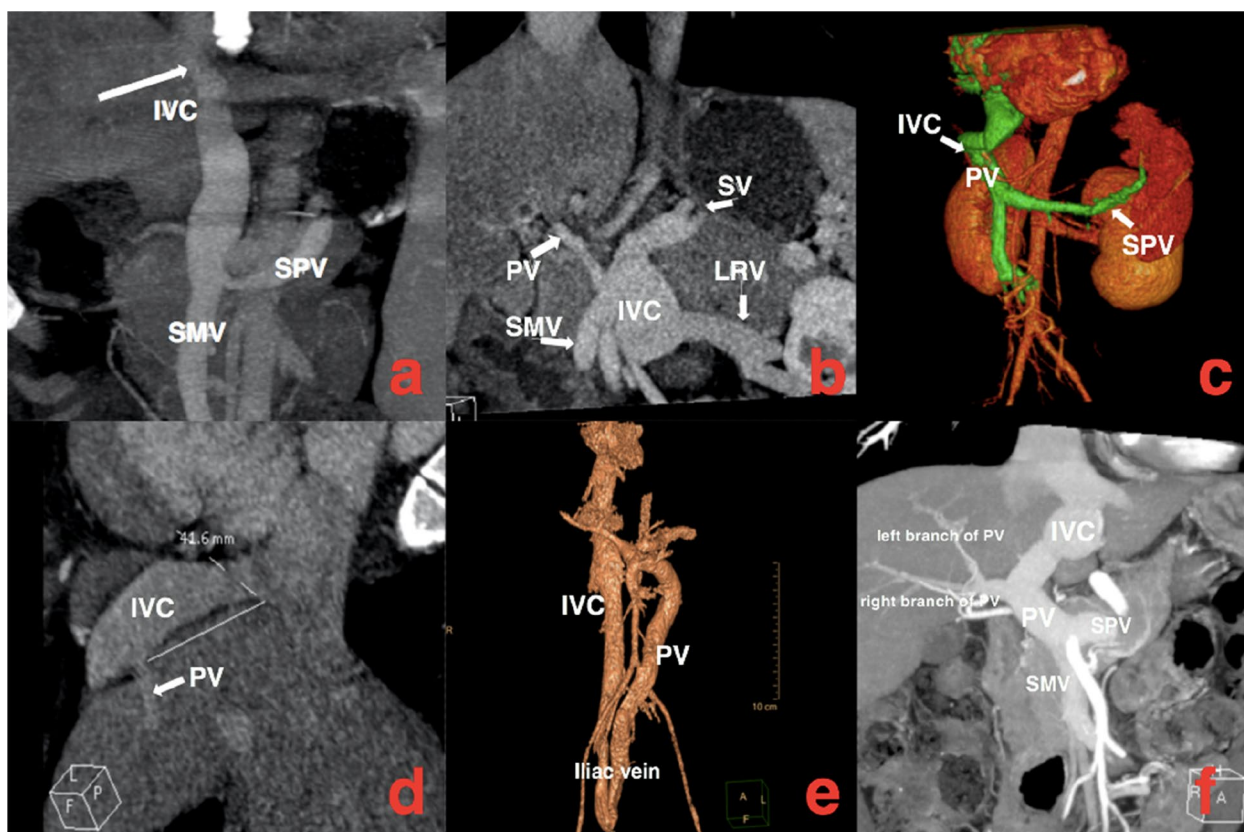 IVC
SPV
SMV
a
SV
PV
LRV
IVC
SMV
b
IVC
PV
SPV
c
41.6 mm
IVC
PV
L
P
F
d
R
IVC
PV
10 cm
Iliac vein
A
L
F
e
left branch of PV
IVC
right branch of PV
PV
SPV
SMV
H
R
A
f